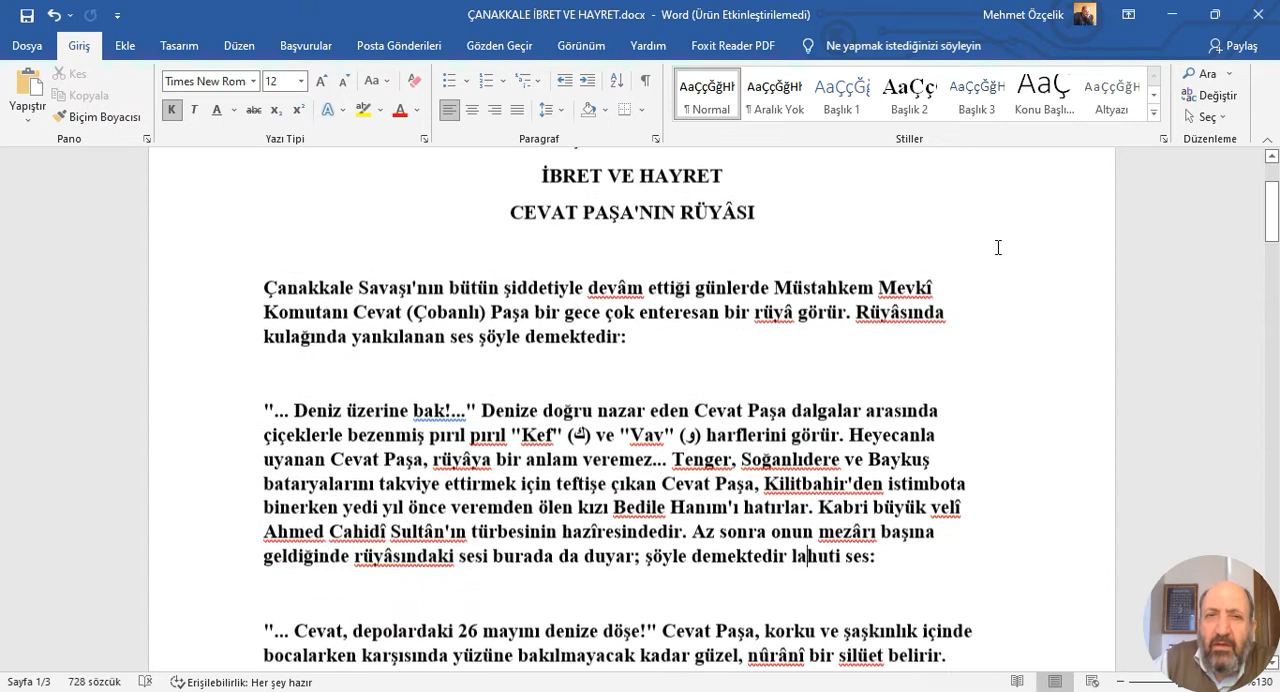 ÇANAKKALE İBRET VE HAYRET.docx - Word (Ürün Etkinleştirilemedi)
Mehmet Özçelik
Dosya Giriş Ekle Tasarım Düzen Başvurular Posta Gönderileri Gözden Geçir Görünüm Yardım Foxit Reader PDF Ne yapmak istediğinizi söyleyin Paylaş
Yapıştır
Kes
Kopyala
Biçim Boyacısı
Pano
Times New Rom 12
Yazı Tipi
Paragraf
AaÇçĞğHł AaÇçĞğHł AaÇçĞğł AaÇç AaÇçĞğHł AaÇ AaÇçĞğHł
¶ Normal ¶ Aralık Yok Başlık 1 Başlık 2 Başlık 3 Konu Başlı... Altyazı
Stiller
Ara
Değiştir
Seç
Düzenleme
İBRET VE HAYRET
CEVAT PAŞA'NIN RÜYÂSI
Çanakkale Savaşı'nın bütün şiddetiyle devâm ettiği günlerde Müstahkem Mevkî
Komutanı Cevat (Çobanlı) Paşa bir gece çok enteresan bir rüyâ görür. Rüyâsında
kulağında yankılanan ses şöyle demektedir:
"... Deniz üzerine bak!..." Denize doğru nazar eden Cevat Paşa dalgalar arasında
çiçeklerle bezenmiş pırıl pırıl "Kef" (ك) ve "Vav" (و) harflerini görür. Heyecanla
uyanan Cevat Paşa, rüyâya bir anlam veremez... Tenger, Soğanlıdere ve Baykuş
bataryalarını takviye ettirmek için teftişe çıkan Cevat Paşa, Kilitbahir'den istimbota
binerken yedi yıl önce veremden ölen kızı Bedile Hanım'ı hatırlar. Kabri büyük velî
Ahmed Cahidî Sultân'ın türbesinin hazîresindedir. Az sonra onun mezârı başına
geldiğinde rüyâsındaki sesi burada da duyar; şöyle demektedir lahuti ses:
"... Cevat, depolardaki 26 mayını denize döşe!" Cevat Paşa, korku ve şaşkınlık içinde
bocalarken karşısında yüzüne bakılmayacak kadar güzel, nûrânî bir silüet belirir.
Sayfa 1/3 728 sözcük Erişilebilirlik: Her şey hazır %130